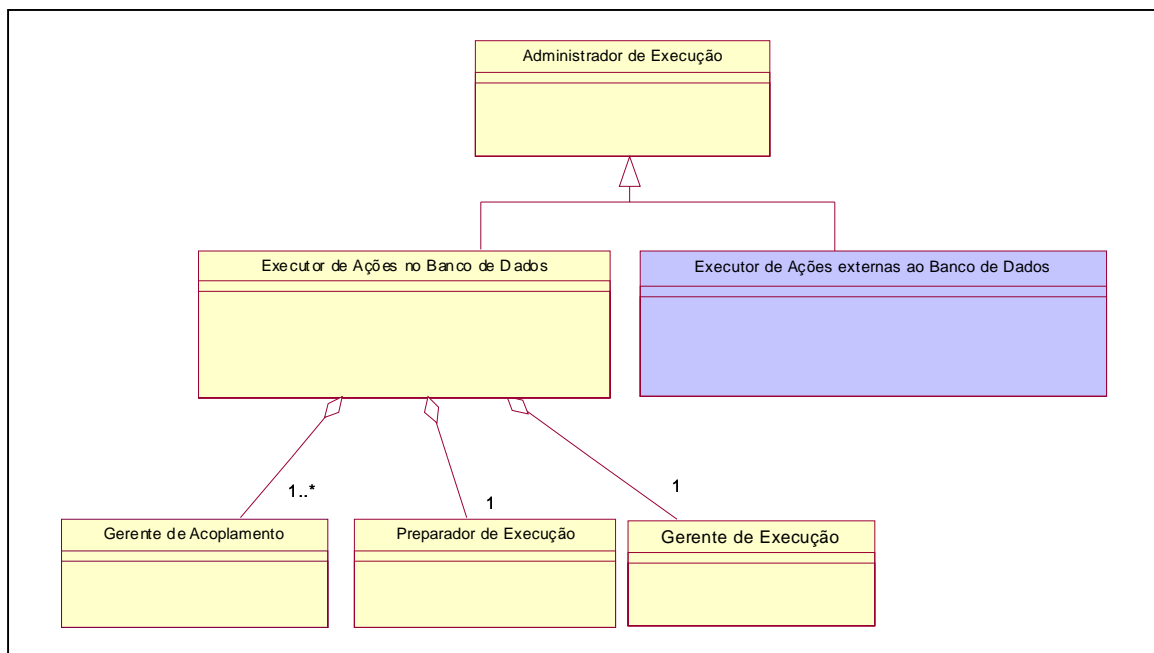 Administrador de Execução
Executor de Ações no Banco de Dados
Executor de Ações externas ao Banco de Dados
1..*
1
1
Gerente de Acoplamento
Preparador de Execução
Gerente de Execução